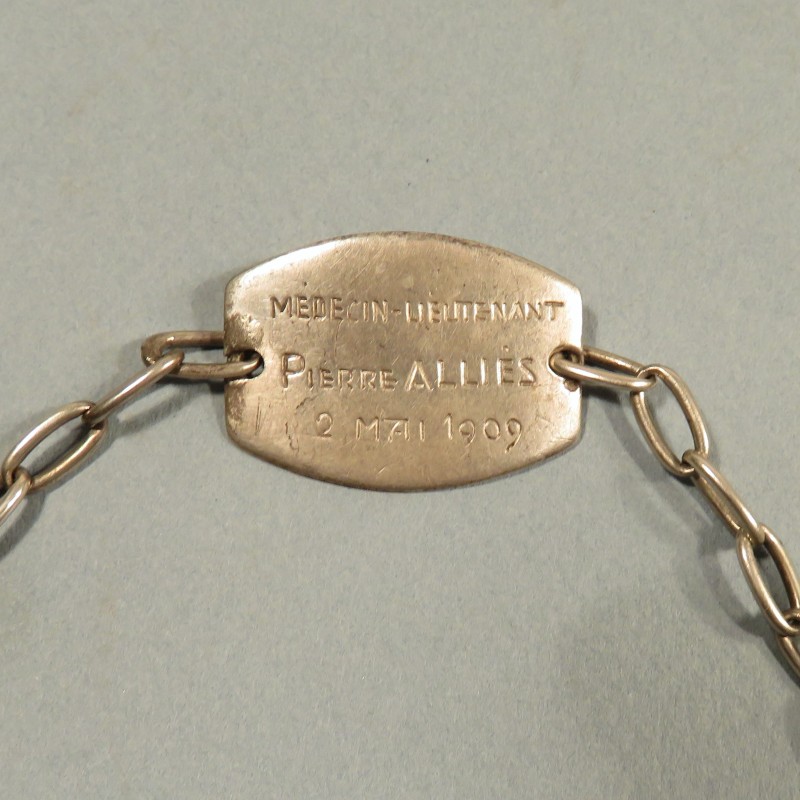 MEDECIN-LIEUTENANT
PIERRE ALLIÈS
2 MAI 1909